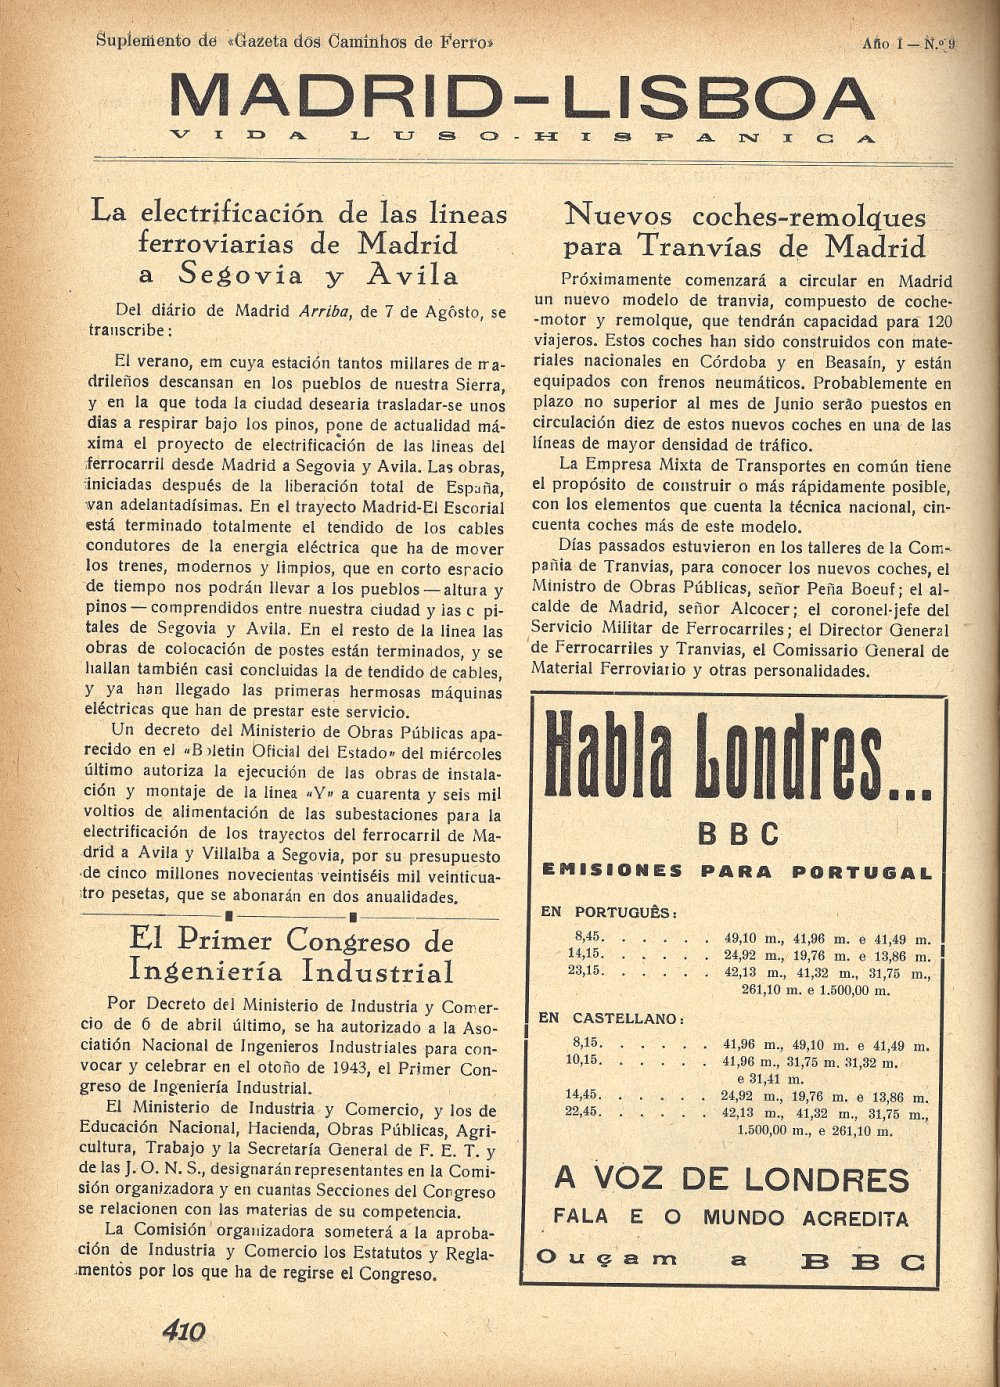 Suplemento de «Gazeta dos Caminhos de Ferro»
Año I — N.º 9
MADRID-LISBOA
VIDA LUSO-HISPANICA
La electrificación de las lineas
ferroviarias de Madrid
a Segovia y Avila
Del diário de Madrid Arriba, de 7 de Agôsto, se
transcribe:
El verano, em cuya estación tantos millares de ma-
drileños descansan en los pueblos de nuestra Sierra,
y en la que toda la ciudad desearia trasladar-se unos
dias a respirar bajo los pinos, pone de actualidad má-
xima el proyecto de electrificación de las lineas del
ferrocarril desde Madrid a Segovia y Avila. Las obras,
iniciadas después de la liberación total de España,
van adelantadísimas. En el trayecto Madrid-El Escorial
está terminado totalmente el tendido de los cables
condutores de la energia eléctrica que ha de mover
los trenes, modernos y limpios, que en corto espacio
de tiempo nos podrán llevar a los pueblos — altura y
pinos — comprendidos entre nuestra ciudad y las c pi-
tales de Segovia y Avila. En el resto de la linea las
obras de colocación de postes están terminados, y se
hallan también casi concluidas la de tendido de cables,
y ya han llegado las primeras hermosas máquinas
eléctricas que han de prestar este servicio.
Un decreto del Ministerio de Obras Públicas apa-
recido en el «Boletin Oficial del Estado» del miércoles
último autoriza la ejecución de las obras de instala-
ción y montaje de la linea «Y» a cuarenta y seis mil
voltios de alimentación de las subestaciones para la
electrificación de los trayectos del ferrocarril de Ma-
drid a Avila y Villalba a Segovia, por su presupuesto
de cinco millones novecientas veintiséis mil veinticua-
tro pesetas, que se abonarán en dos anualidades.
El Primer Congreso de
Ingeniería Industrial
Por Decreto del Ministerio de Industria y Comer-
cio de 6 de abril último, se ha autorizado a la Aso-
ciatión Nacional de Ingenieros Industriales para con-
vocar y celebrar en el otoño de 1943, el Primer Con-
greso de Ingeniería Industrial.
El Ministerio de Industria y Comercio, y los de
Educación Nacional, Hacienda, Obras Públicas, Agri-
cultura, Trabajo y la Secretaría General de F. E. T. y
de las J. O. N. S., designarán representantes en la Comi-
sión organizadora y en cuantas Secciones del Congreso
se relacionen con las materias de su competencia.
La Comisión organizadora someterá a la aproba-
ción de Industria y Comercio los Estatutos y Regla-
mentos por los que ha de regirse el Congreso.
410
Nuevos coches-remolques
para Tranvías de Madrid
Próximamente comenzará a circular en Madrid
un nuevo modelo de tranvia, compuesto de coche-
-motor y remolque, que tendrán capacidad para 120
viajeros. Estos coches han sido construidos con mate-
riales nacionales en Córdoba y en Beasaín, y están
equipados con frenos neumáticos. Probablemente en
plazo no superior al mes de Junio serão puestos en
circulación diez de estos nuevos coches en una de las
líneas de mayor densidad de tráfico.
La Empresa Mixta de Transportes en común tiene
el propósito de construir o más rápidamente posible,
con los elementos que cuenta la técnica nacional, cin-
cuenta coches más de este modelo.
Días passados estuvieron en los talleres de la Com-
pañia de Tranvias, para conocer los nuevos coches, el
Ministro de Obras Públicas, señor Peña Boeuf; el al-
calde de Madrid, señor Alcocer; el coronel-jefe del
Servicio Militar de Ferrocarriles; el Director General
de Ferrocarriles y Tranvias, el Comissario General de
Material Ferroviario y otras personalidades.
Habla Londres...
BBC
EMISIONES PARA PORTUGAL
EN PORTUGUÊS:
8,45. . . . . . 49,10 m., 41,96 m. e 41,49 m.
14,15. . . . . . 24,92 m., 19,76 m. e 13,86 m.
23,15. . . . . . 42,13 m., 41,32 m., 31,75 m.,
261,10 m. e 1.500,00 m.
EN CASTELLANO:
8,15. . . . . . 41,96 m., 49,10 m. e 41,49 m.
10,15. . . . . . 41,96 m., 31,75 m. 31,32 m.
e 31,41 m.
14,45. . . . . . 24,92 m., 19,76 m. e 13,86 m.
22,45. . . . . . 42,13 m., 41,32 m., 31,75 m.,
1.500,00 m., e 261,10 m.
A VOZ DE LONDRES
FALA E O MUNDO ACREDITA
Ouçam a BBC